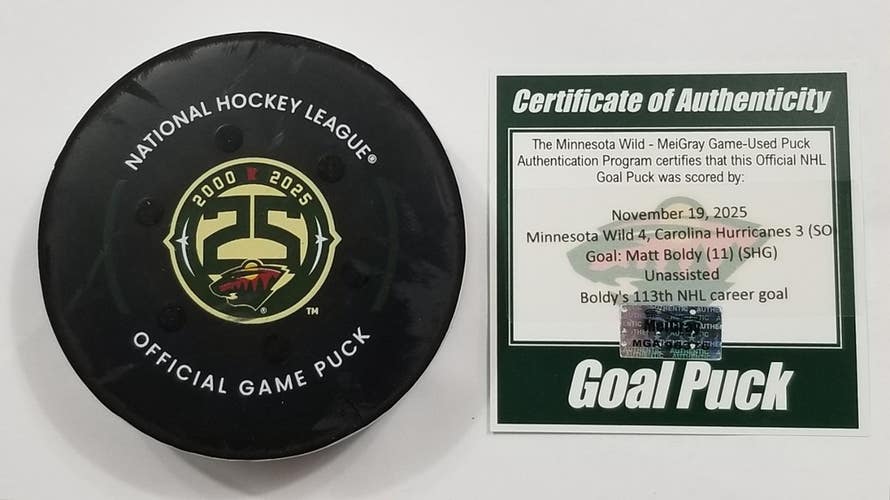 NATIONAL HOCKEY LEAGUE®
2000 2025
25
® TM
OFFICIAL GAME PUCK
Certificate of Authenticity
The Minnesota Wild - MeiGray Game-Used Puck
Authentication Program certifies that this Official NHL
Goal Puck was scored by:
November 19, 2025
Minnesota Wild 4, Carolina Hurricanes 3 (SO
Goal: Matt Boldy (11) (SHG)
Unassisted
Boldy's 113th NHL career goal
MeiGray
Goal Puck